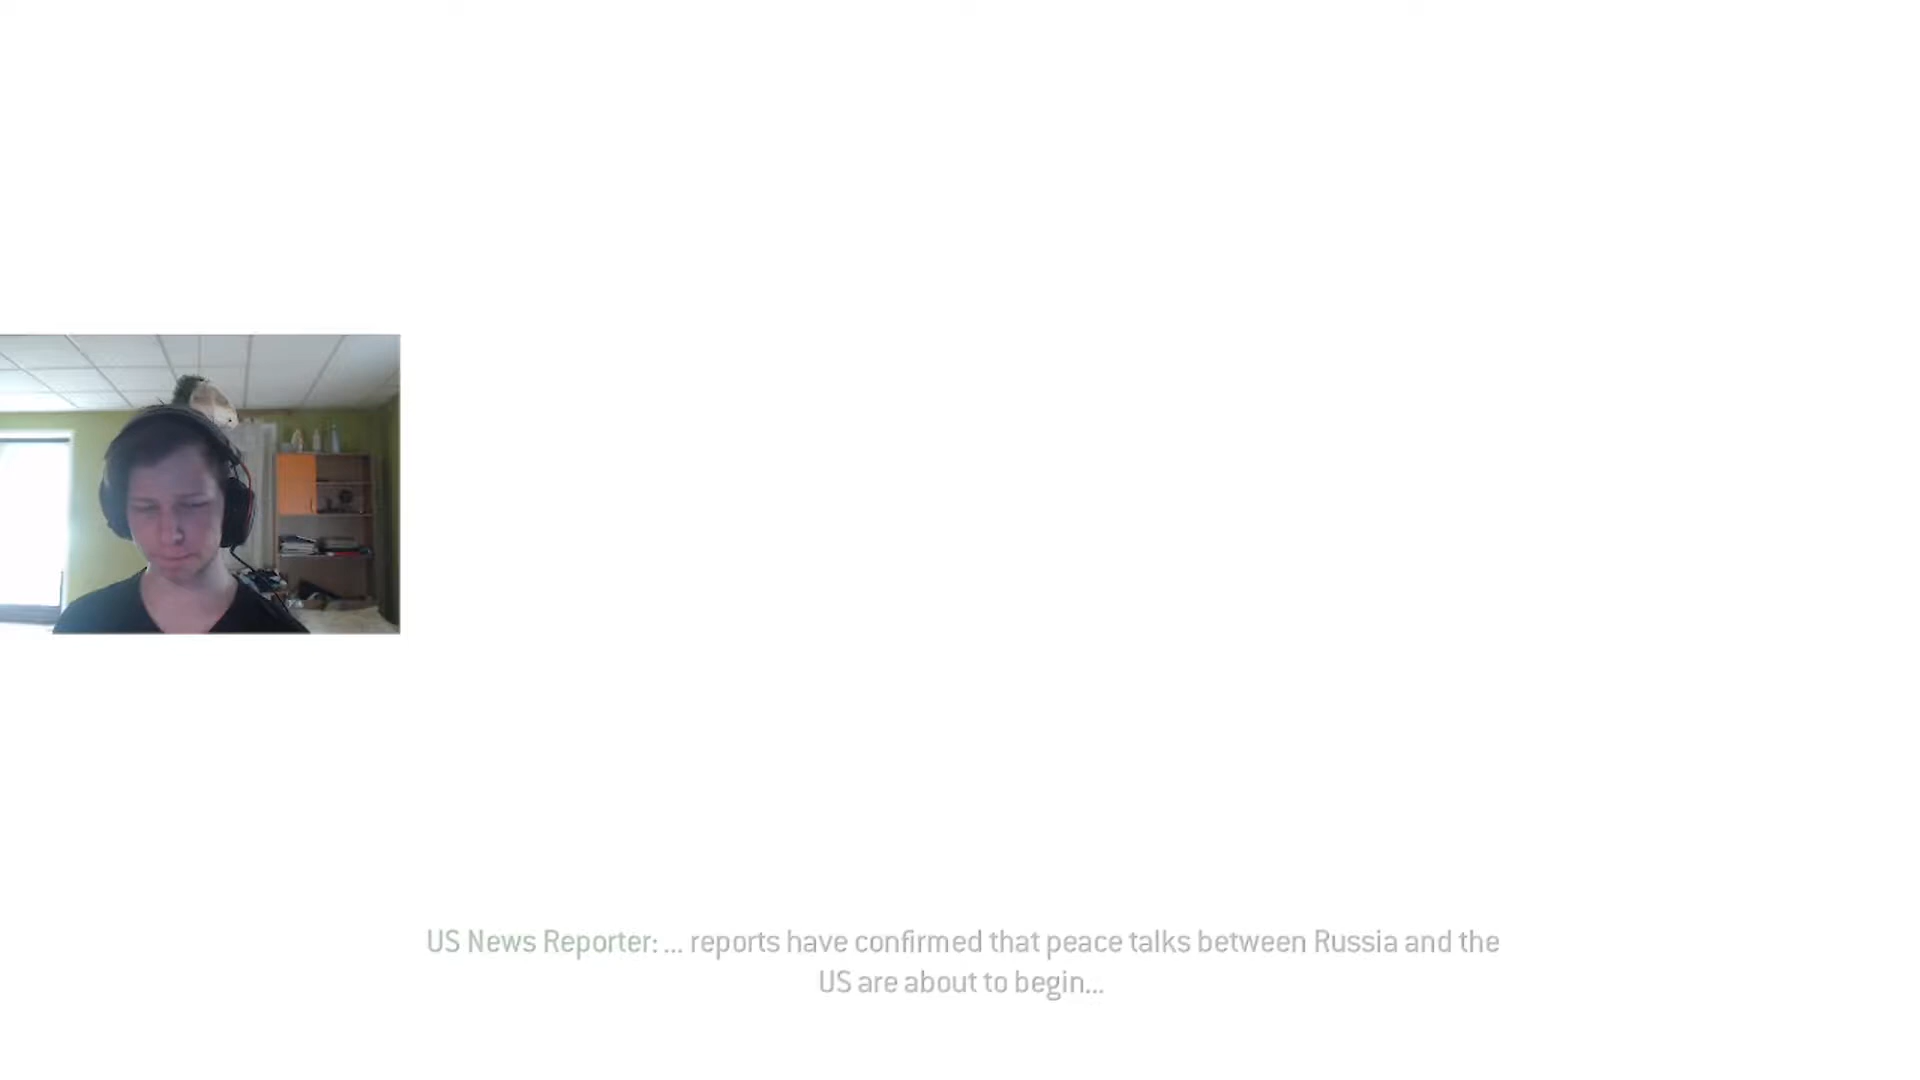 US News Reporter: ... reports have confirmed that peace talks between Russia and the
US are about to begin...